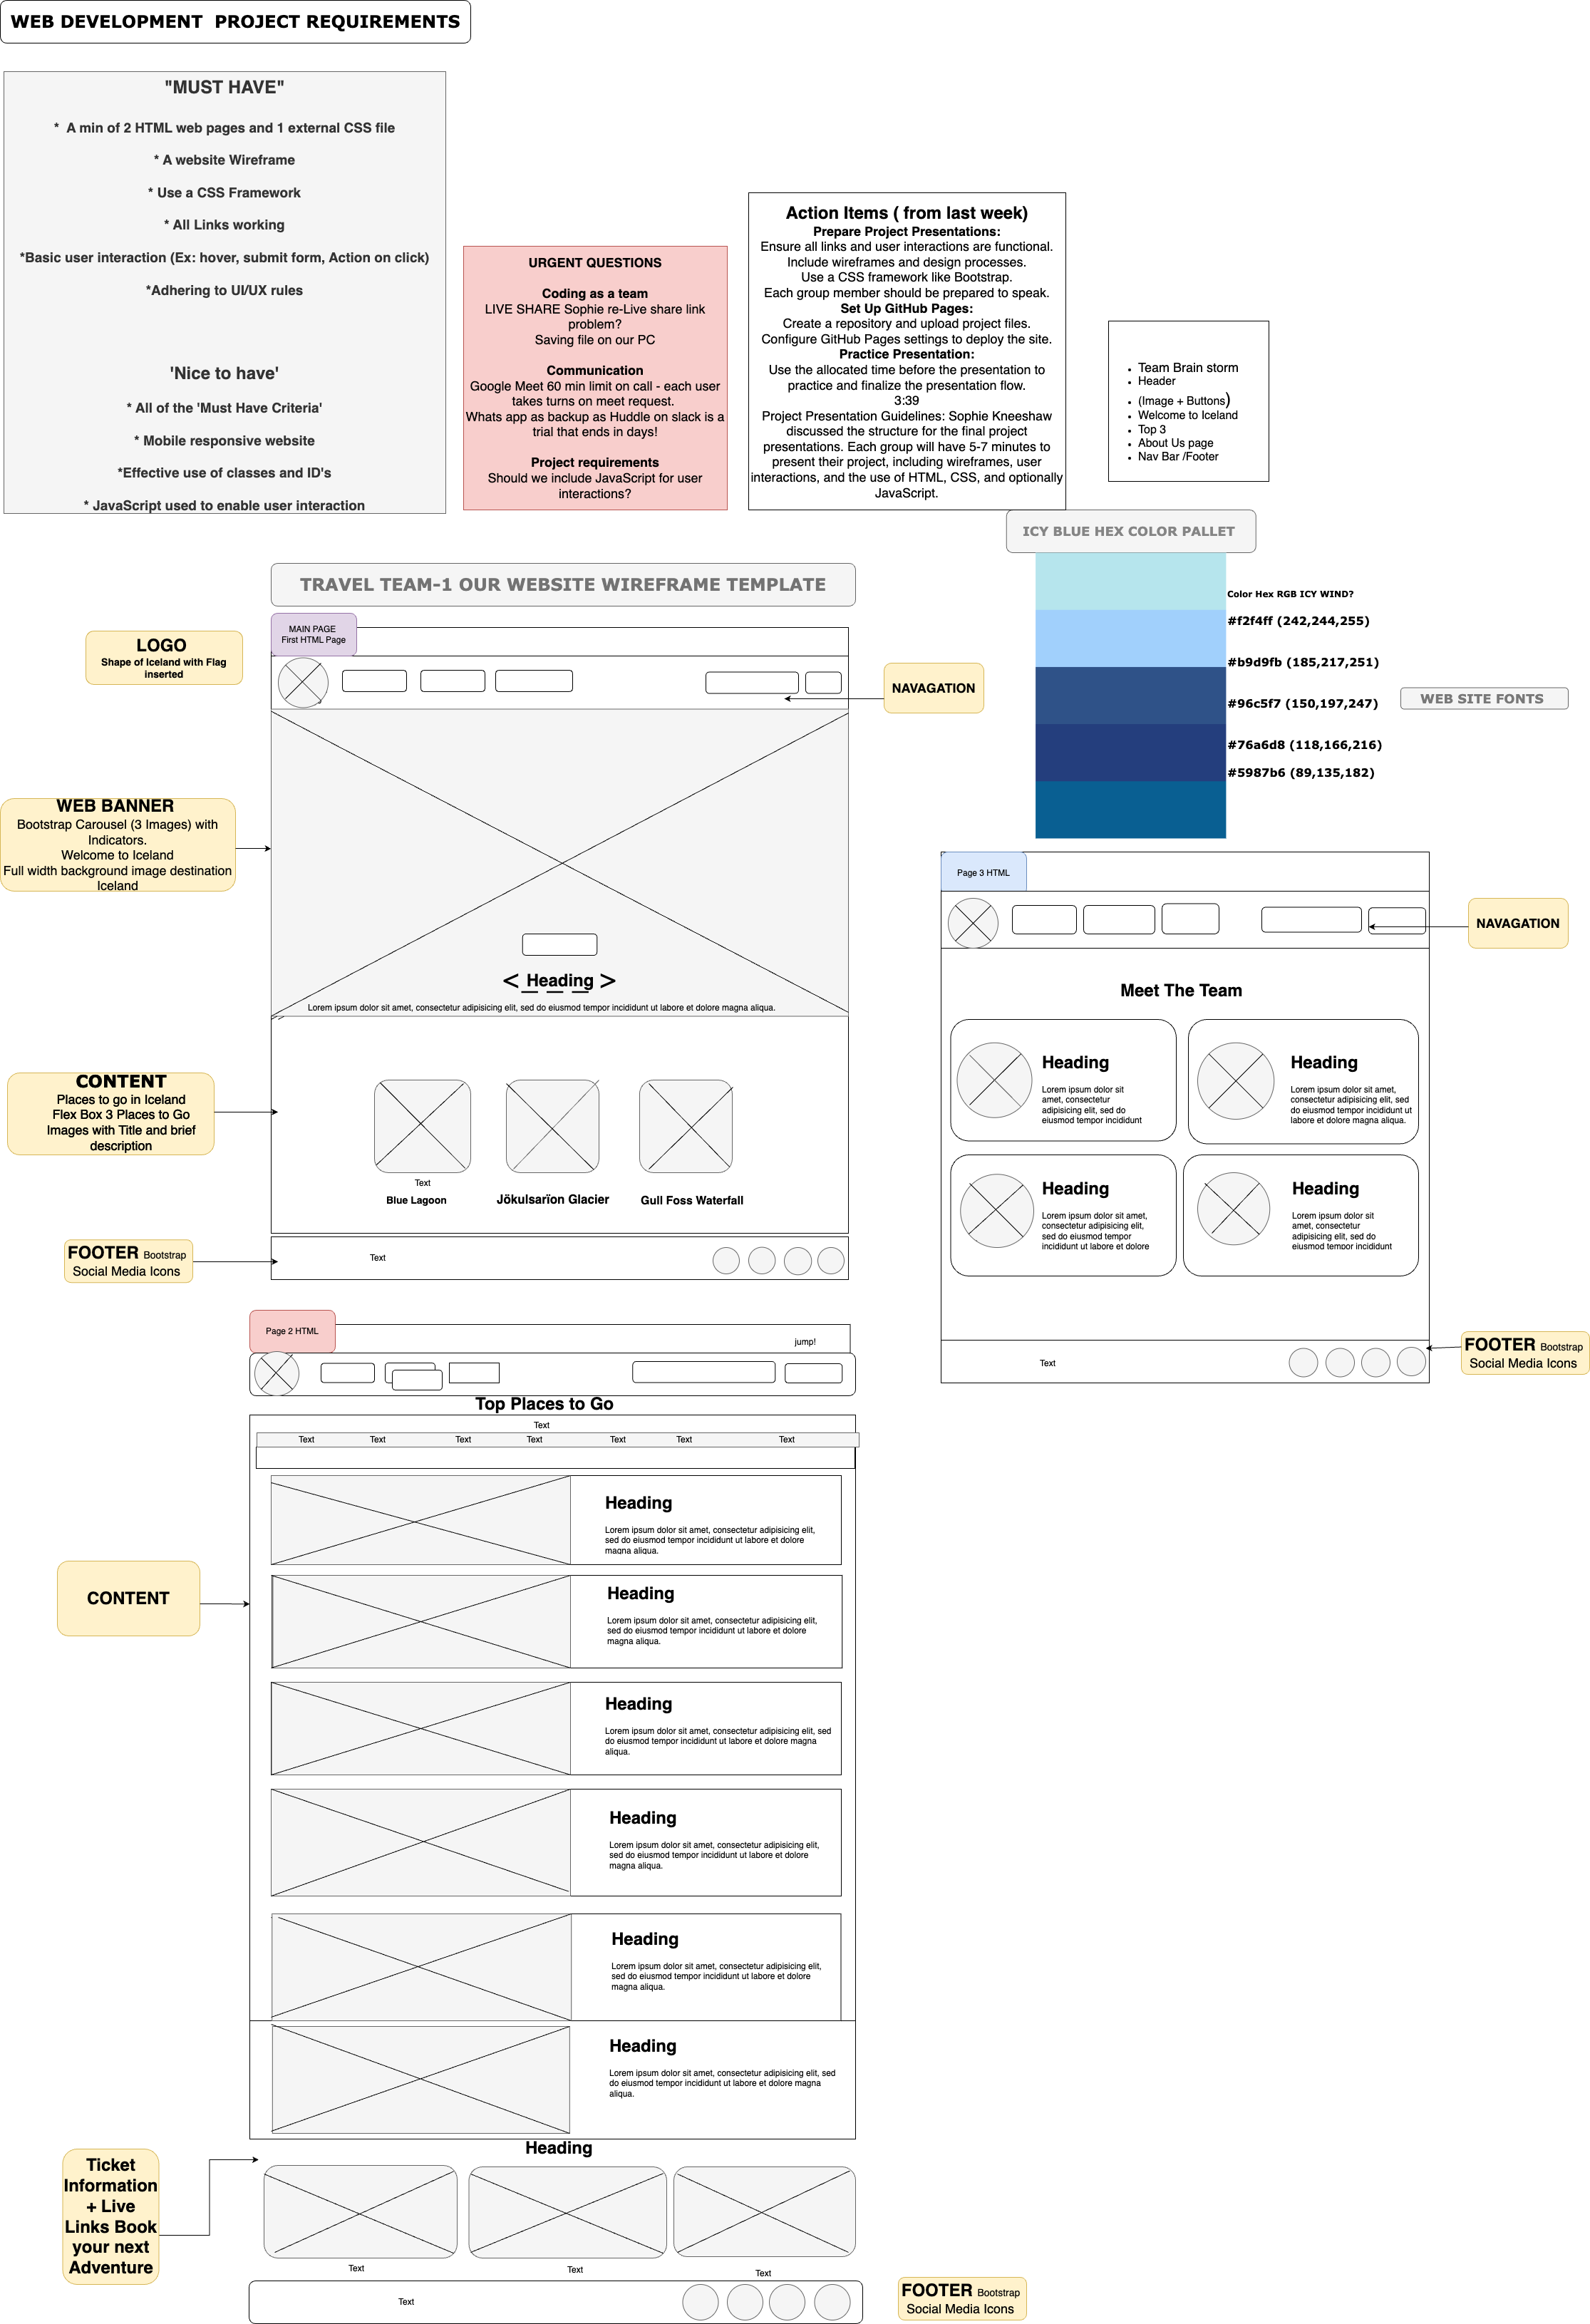 WEB DEVELOPMENT  PROJECT REQUIREMENTS
"MUST HAVE"
*  A min of 2 HTML web pages and 1 external CSS file
* A website Wireframe
* Use a CSS Framework
* All Links working
*Basic user interaction (Ex: hover, submit form, Action on click)
*Adhering to UI/UX rules
'Nice to have'
* All of the 'Must Have Criteria'
* Mobile responsive website
*Effective use of classes and ID's
* JavaScript used to enable user interaction
URGENT QUESTIONS
Coding as a team
LIVE SHARE Sophie re-Live share link
problem?
Saving file on our PC
Communication
Google Meet 60 min limit on call - each user
takes turns on meet request.
Whats app as backup as Huddle on slack is a
trial that ends in days!
Project requirements
Should we include JavaScript for user
interactions?
Action Items ( from last week)
Prepare Project Presentations:
Ensure all links and user interactions are functional.
Include wireframes and design processes.
Use a CSS framework like Bootstrap.
Each group member should be prepared to speak.
Set Up GitHub Pages:
Create a repository and upload project files.
Configure GitHub Pages settings to deploy the site.
Practice Presentation:
Use the allocated time before the presentation to
practice and finalize the presentation flow.
3:39
Project Presentation Guidelines: Sophie Kneeshaw
discussed the structure for the final project
presentations. Each group will have 5-7 minutes to
present their project, including wireframes, user
interactions, and the use of HTML, CSS, and optionally
JavaScript.
• Team Brain storm
• Header
• (Image + Buttons)
• Welcome to Iceland
• Top 3
• About Us page
• Nav Bar /Footer
ICY BLUE HEX COLOR PALLET
Color Hex RGB ICY WIND?
#f2f4ff (242,244,255)
#b9d9fb (185,217,251)
#96c5f7 (150,197,247)
#76a6d8 (118,166,216)
#5987b6 (89,135,182)
WEB SITE FONTS
TRAVEL TEAM-1 OUR WEBSITE WIREFRAME TEMPLATE
MAIN PAGE
First HTML Page
LOGO
Shape of Iceland with Flag
inserted
NAVAGATION
WEB BANNER
Bootstrap Carousel (3 Images) with
Indicators.
Welcome to Iceland
Full width background image destination
Iceland
< Heading >
Lorem ipsum dolor sit amet, consectetur adipisicing elit, sed do eiusmod tempor incididunt ut labore et dolore magna aliqua.
CONTENT
Places to go in Iceland
Flex Box 3 Places to Go
Images with Title and brief
description
Text
Blue Lagoon
Jökulsarïon Glacier
Gull Foss Waterfall
FOOTER Bootstrap
Social Media Icons
Text
Page 3 HTML
NAVAGATION
Meet The Team
Heading
Lorem ipsum dolor sit
amet, consectetur
adipisicing elit, sed do
eiusmod tempor incididunt
Heading
Lorem ipsum dolor sit amet,
consectetur adipisicing elit, sed
do eiusmod tempor incididunt ut
labore et dolore magna aliqua.
Heading
Lorem ipsum dolor sit amet,
consectetur adipisicing elit,
sed do eiusmod tempor
incididunt ut labore et dolore
Heading
Lorem ipsum dolor sit
amet, consectetur
adipisicing elit, sed do
eiusmod tempor incididunt
Text
FOOTER Bootstrap
Social Media Icons
Page 2 HTML
jump!
Top Places to Go
Text
Text Text Text Text Text Text Text
CONTENT
Heading
Lorem ipsum dolor sit amet, consectetur adipisicing elit,
sed do eiusmod tempor incididunt ut labore et dolore
magna aliqua.
Heading
Lorem ipsum dolor sit amet, consectetur adipisicing elit,
sed do eiusmod tempor incididunt ut labore et dolore
magna aliqua.
Heading
Lorem ipsum dolor sit amet, consectetur adipisicing elit, sed
do eiusmod tempor incididunt ut labore et dolore magna
aliqua.
Heading
Lorem ipsum dolor sit amet, consectetur adipisicing elit,
sed do eiusmod tempor incididunt ut labore et dolore
magna aliqua.
Heading
Lorem ipsum dolor sit amet, consectetur adipisicing elit,
sed do eiusmod tempor incididunt ut labore et dolore
magna aliqua.
Heading
Lorem ipsum dolor sit amet, consectetur adipisicing elit, sed
do eiusmod tempor incididunt ut labore et dolore magna
aliqua.
Heading
Ticket
Information
+ Live
Links Book
your next
Adventure
Text
Text
Text
Text
FOOTER Bootstrap
Social Media Icons